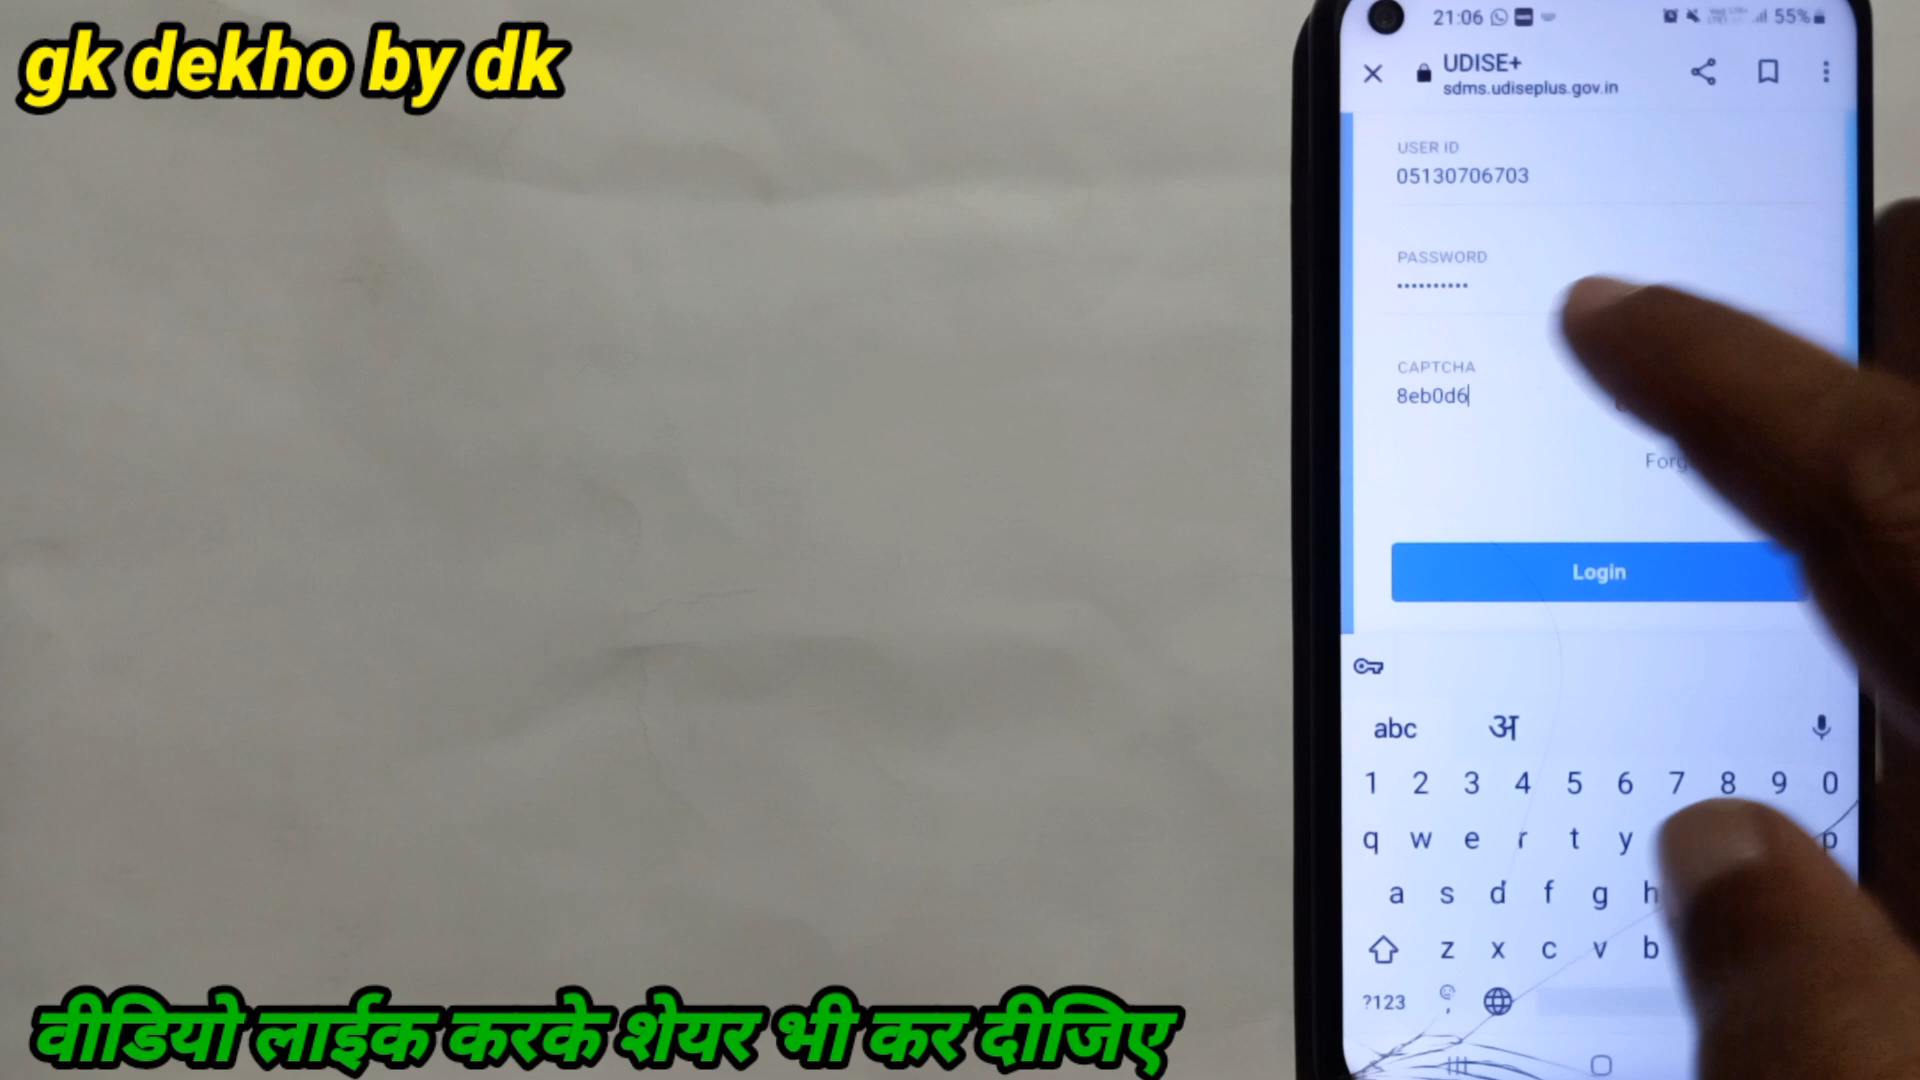 gk dekho by dk
21:06
55%
UDISE+
sdms.udiseplus.gov.in
USER ID
05130706703
PASSWORD
••••••••••
CAPTCHA
8eb0d6
Login
abc अ
1 2 3 4 5 6 7 8 9 0
q w e r t y p
a s d f g h
z x c v b
?123 ,
वीडियो लाईक करके शेयर भी कर दीजिए